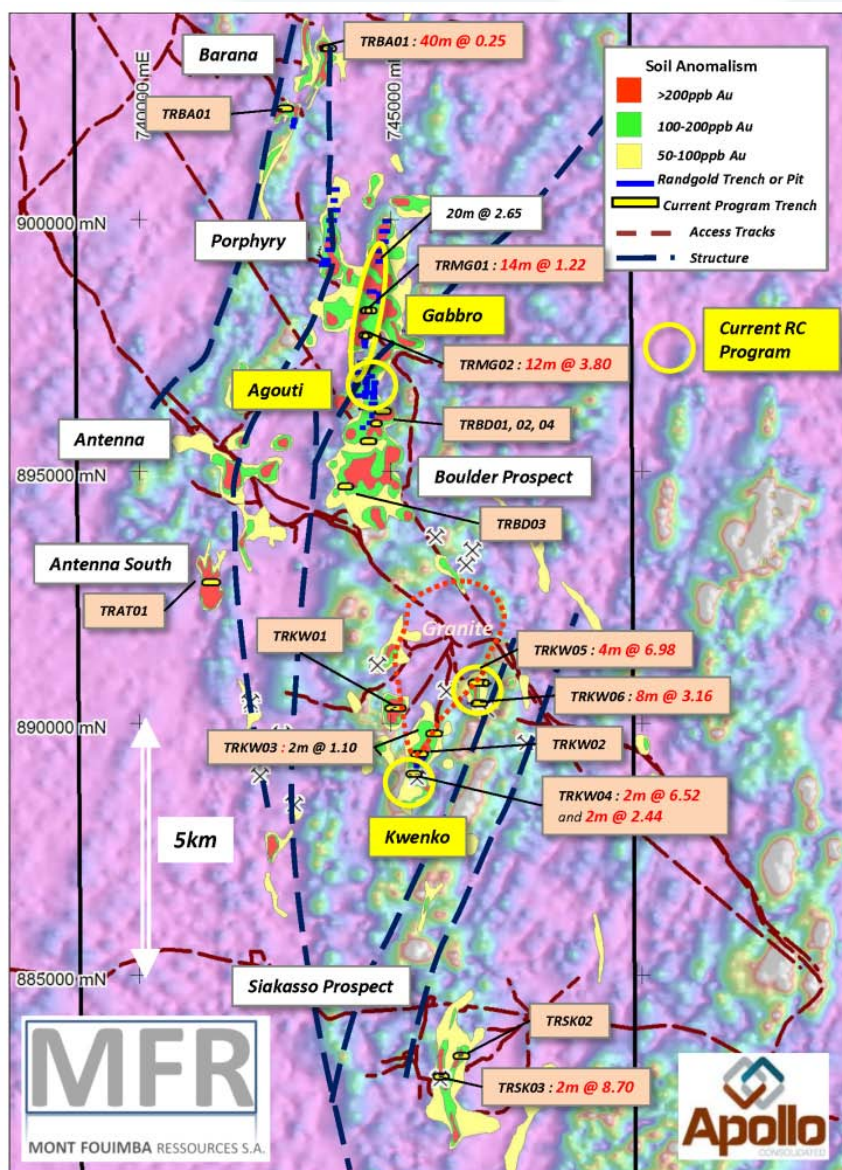 Barana
TRBA01 : 40m @ 0.25
740000 mE
745000 m
TRBA01
Soil Anomalism
>200ppb Au
100-200ppb Au
50-100ppb Au
Randgold Trench or Pit
Current Program Trench
Access Tracks
Structure
900000 mN
20m @ 2.65
Porphyry
TRMG01 : 14m @ 1.22
Gabbro
Current RC
Program
TRMG02 : 12m @ 3.80
Agouti
TRBD01, 02, 04
Antenna
895000 mN
Boulder Prospect
TRBD03
Antenna South
TRAT01
Granite
TRKW01
TRKW05 : 4m @ 6.98
TRKW06 : 8m @ 3.16
890000 mN
TRKW03 : 2m @ 1.10
TRKW02
TRKW04 : 2m @ 6.52
and 2m @ 2.44
5km
Kwenko
885000 mN
Siakasso Prospect
TRSK02
TRSK03 : 2m @ 8.70
MFR
MONT FOUIMBA RESSOURCES S.A.
Apollo
CONSOLIDATED